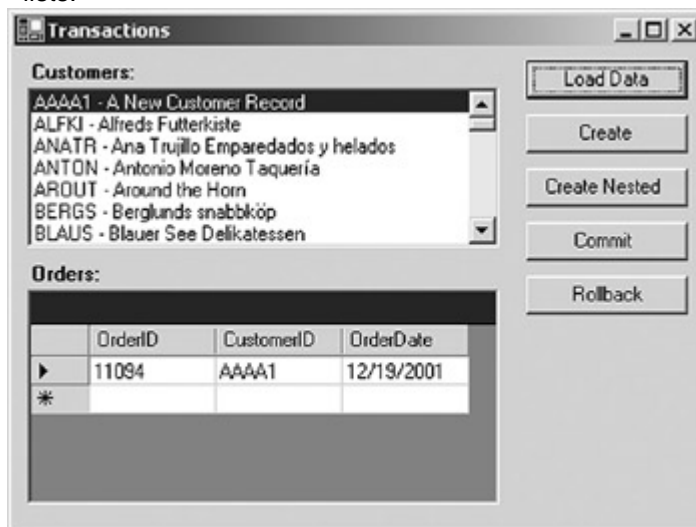 Transactions
Customers:
AAAA1 - A New Customer Record
ALFKI - Alfreds Futterkiste
ANATR - Ana Trujillo Emparedados y helados
ANTON - Antonio Moreno Taquería
AROUT - Around the Horn
BERGS - Berglunds snabbköp
BLAUS - Blauer See Delikatessen
Load Data
Create
Create Nested
Commit
Rollback
Orders:
OrderID CustomerID OrderDate
11094 AAAA1 12/19/2001